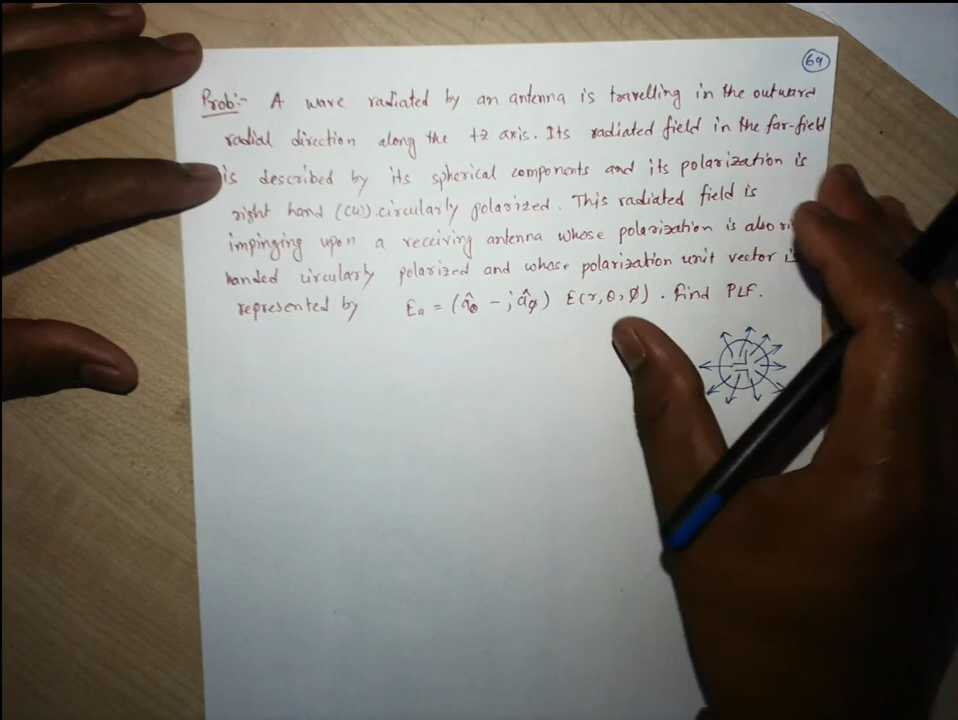 69
Prob:- A wave radiated by an antenna is travelling in the outward
radial direction along the +z axis. Its radiated field in the far-field
is described by its spherical components and its polarization is
right hand (CW) circularly polarized. This radiated field is
impinging upon a receiving antenna whose polarization is also
handed circularly polarized and whose polarization unit vector
represented by E_a = (â_θ - jâ_φ) E(r,θ,φ). Find PLF.